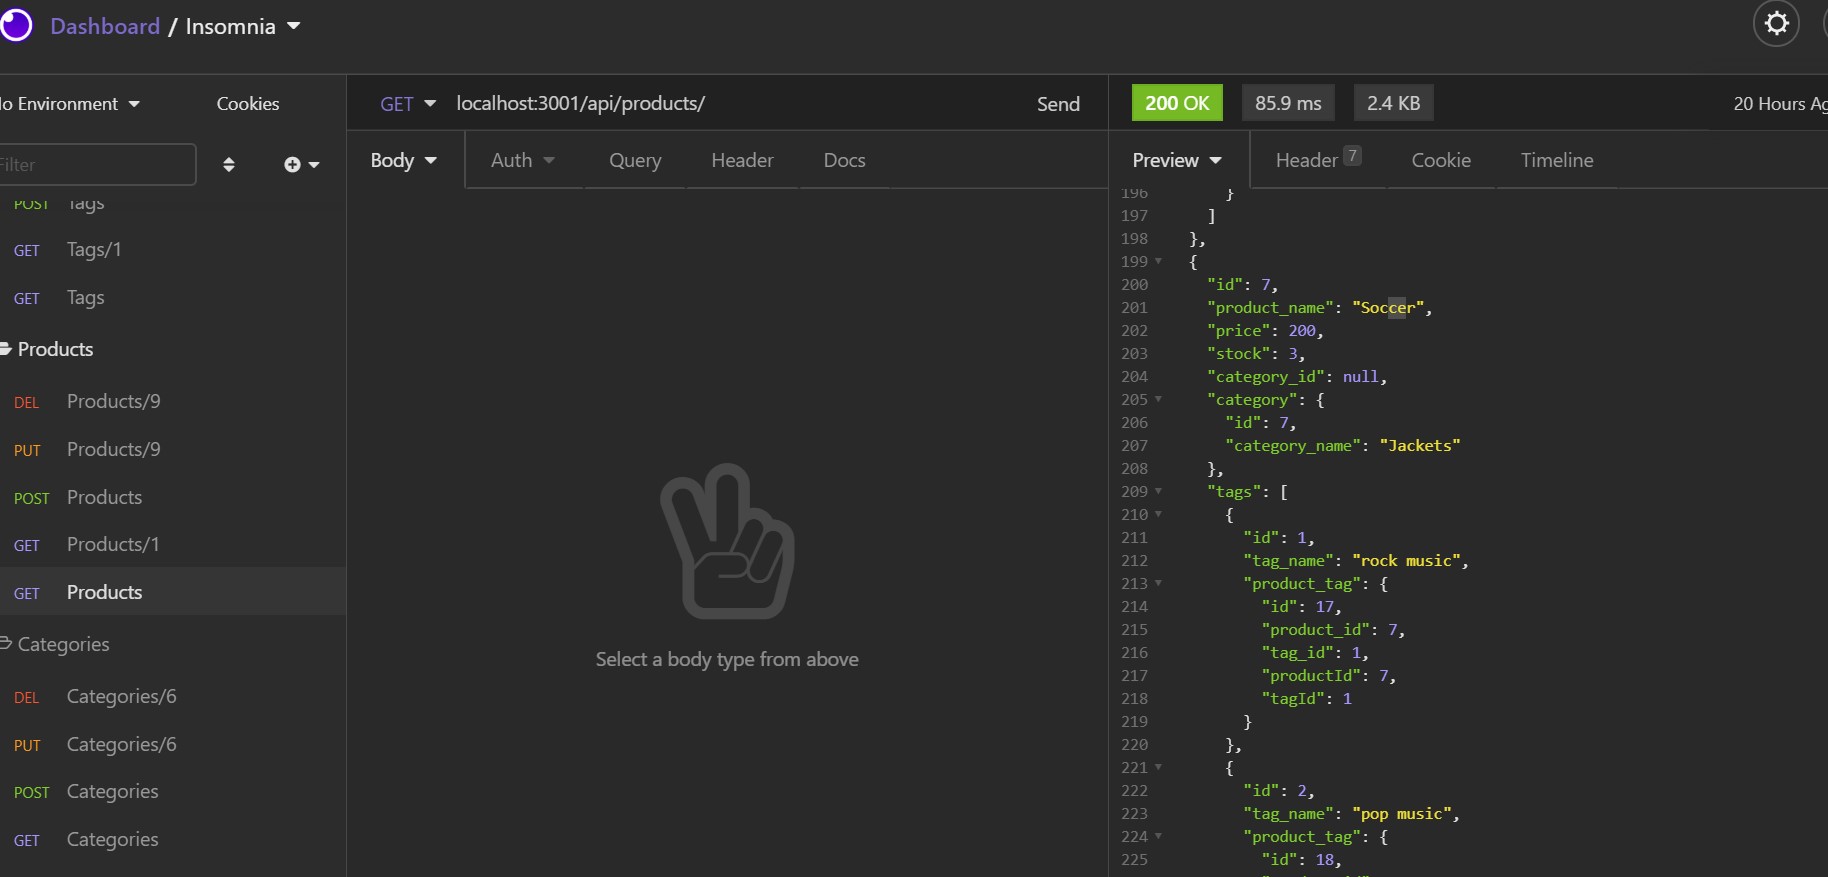 Dashboard / Insomnia
o Environment
Cookies
Filter
POST Tags
GET Tags/1
GET Tags
Products
DEL Products/9
PUT Products/9
POST Products
GET Products/1
GET Products
Categories
DEL Categories/6
PUT Categories/6
POST Categories
GET Categories
GET localhost:3001/api/products/ Send
Body Auth Query Header Docs
Select a body type from above
200 OK 85.9 ms 2.4 KB 20 Hours Ag
Preview Header 7 Cookie Timeline
196 }
197 ]
198 },
199 {
200 "id": 7,
201 "product_name": "Soccer",
202 "price": 200,
203 "stock": 3,
204 "category_id": null,
205 "category": {
206 "id": 7,
207 "category_name": "Jackets"
208 },
209 "tags": [
210 {
211 "id": 1,
212 "tag_name": "rock music",
213 "product_tag": {
214 "id": 17,
215 "product_id": 7,
216 "tag_id": 1,
217 "productId": 7,
218 "tagId": 1
219 }
220 },
221 {
222 "id": 2,
223 "tag_name": "pop music",
224 "product_tag": {
225 "id": 18,